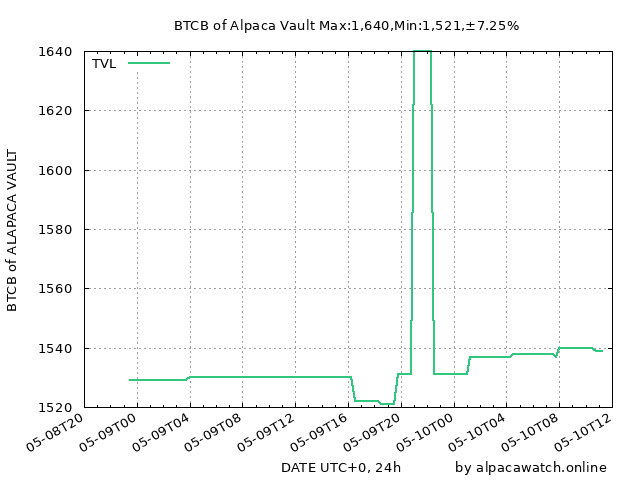 BTCB of Alpaca Vault Max:1,640,Min:1,521,±7.25%
TVL
1640
1620
1600
1580
1560
1540
1520
BTCB of ALAPACA VAULT
05-08T20
05-09T00
05-09T04
05-09T08
05-09T12
05-09T16
05-09T20
05-10T00
05-10T04
05-10T08
05-10T12
DATE UTC+0, 24h
by alpacawatch.online